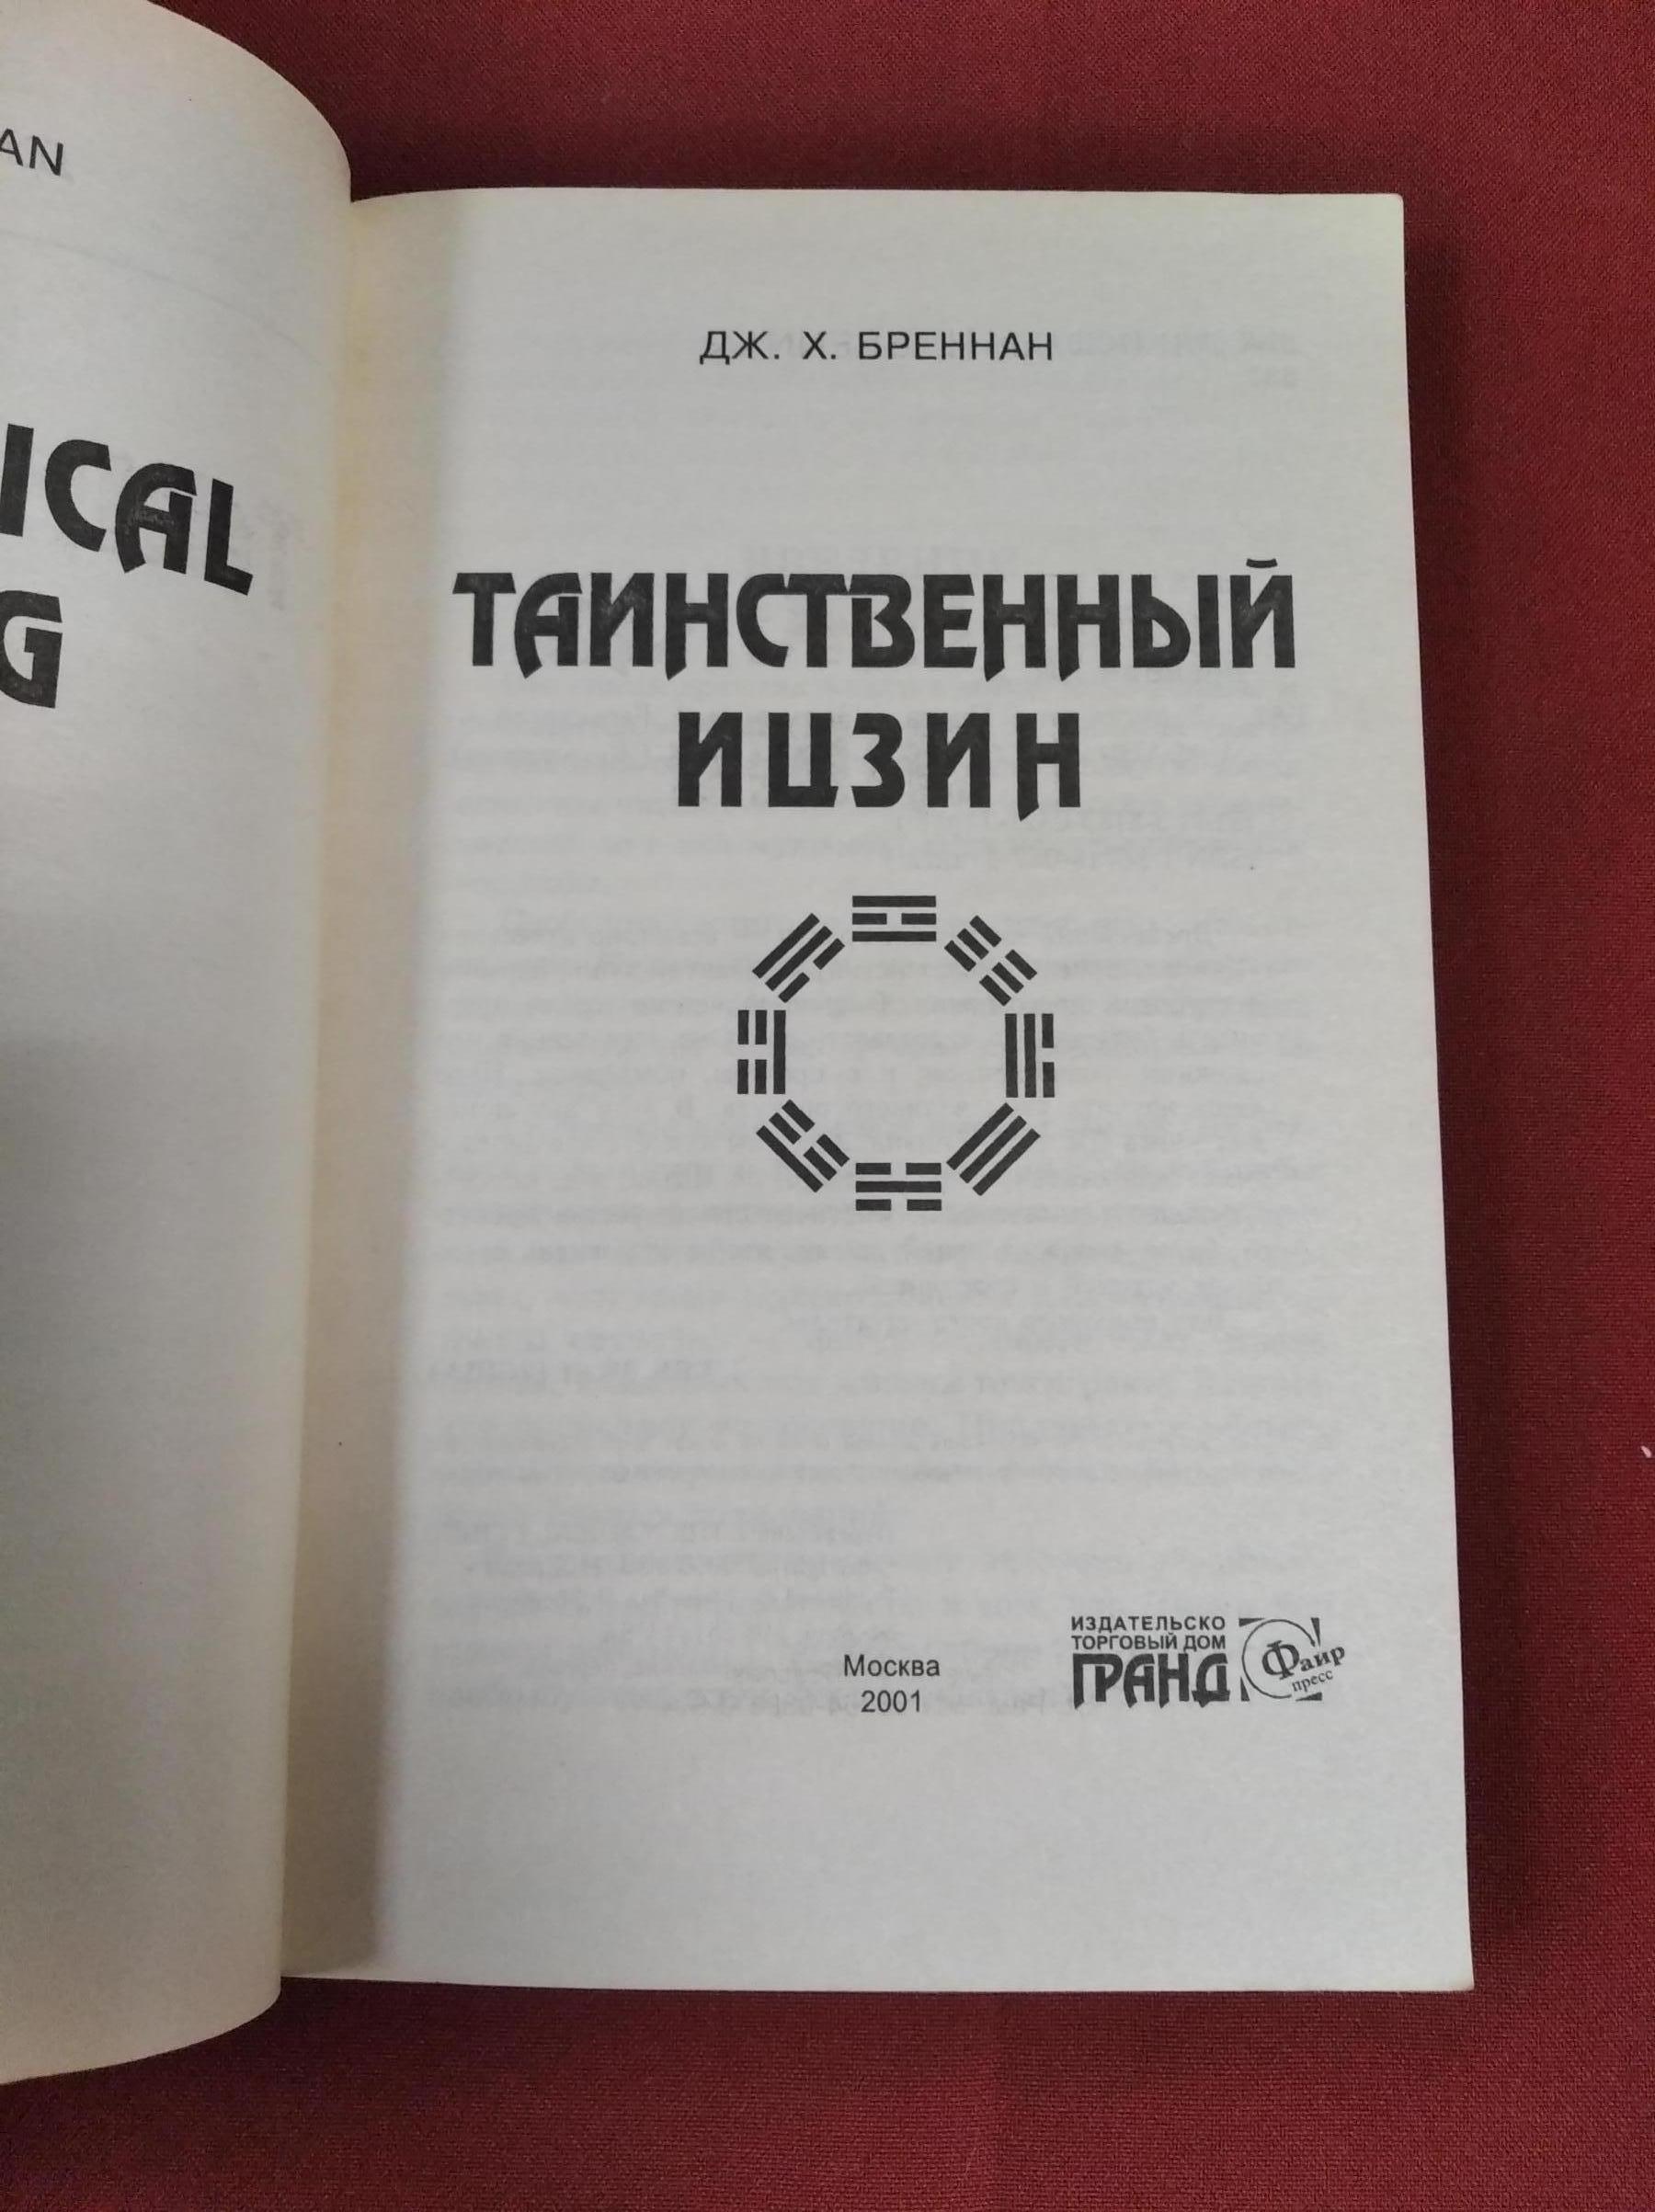 AN
ICAL
G
ДЖ. Х. БРЕННАН
ТАИНСТВЕННЫЙ
ИЦЗИН
Москва
2001
ИЗДАТЕЛЬСКО
ТОРГОВЫЙ ДОМ
ГРАНД
Фаир
пресс